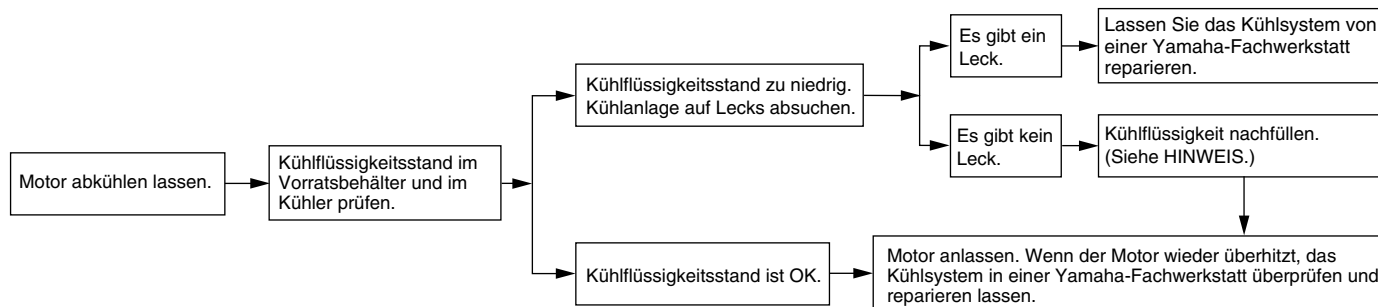 Motor abkühlen lassen.
Kühlflüssigkeitsstand im
Vorratsbehälter und im
Kühler prüfen.
Kühlflüssigkeitsstand zu niedrig.
Kühlanlage auf Lecks absuchen.
Es gibt ein
Leck.
Lassen Sie das Kühlsystem von
einer Yamaha-Fachwerkstatt
reparieren.
Es gibt kein
Leck.
Kühlflüssigkeit nachfüllen.
(Siehe HINWEIS.)
Kühlflüssigkeitsstand ist OK.
Motor anlassen. Wenn der Motor wieder überhitzt, das
Kühlsystem in einer Yamaha-Fachwerkstatt überprüfen und
reparieren lassen.